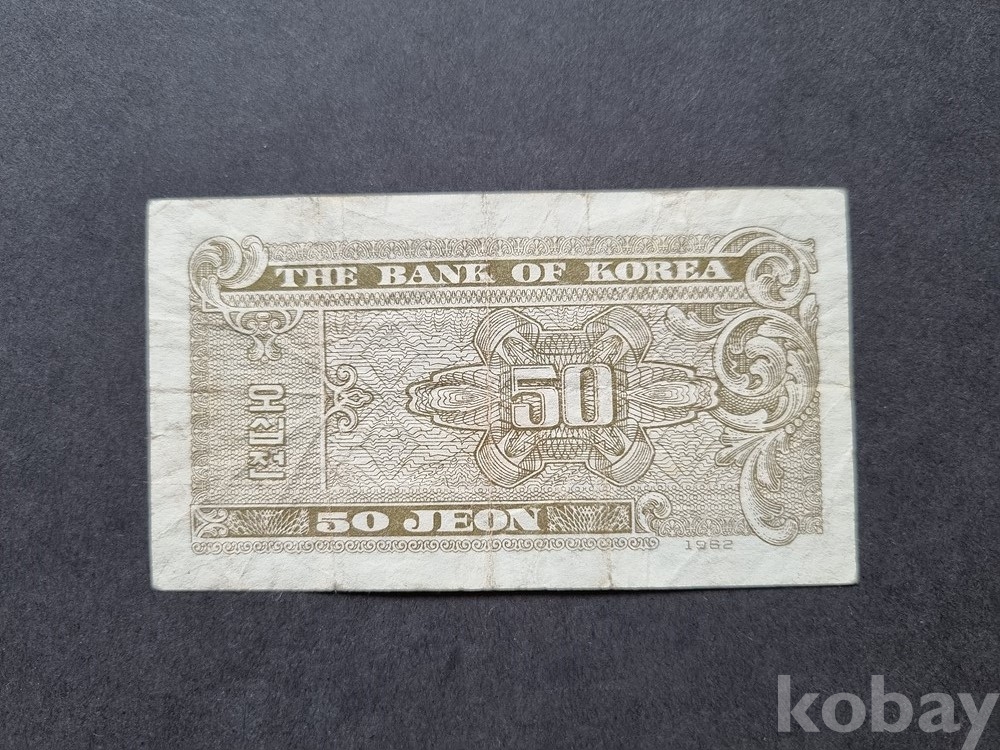 THE BANK OF KOREA
50
오십전
50 JEON
1962
kobay